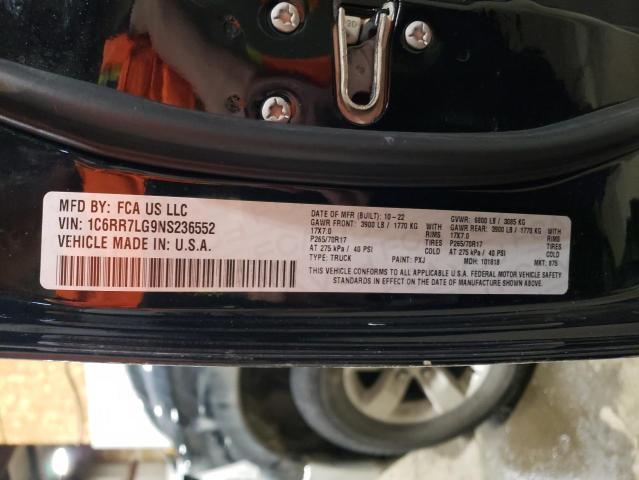 MFD BY: FCA US LLC
VIN: 1C6RR7LG9NS236552
VEHICLE MADE IN U.S.A.
DATE OF MFR (BUILT): 10-22 GVWR: 6800 LB / 3085 KG
GAWR FRONT: 3900 LB / 1770 KG WITH GAWR REAR: 3900 LB / 1770 KG WITH
17X7.0 RIMS 17X7.0 RIMS
P265/70R17 TIRES P265/70R17 TIRES
AT 275 kPa / 40 PSI COLD AT 275 kPa / 40 PSI COLD
TYPE: TRUCK PAINT: PXJ MDH: 101818 MKT: 875
THIS VEHICLE CONFORMS TO ALL APPLICABLE U.S.A. FEDERAL MOTOR VEHICLE SAFETY
STANDARDS IN EFFECT ON THE DATE OF MANUFACTURE SHOWN ABOVE.